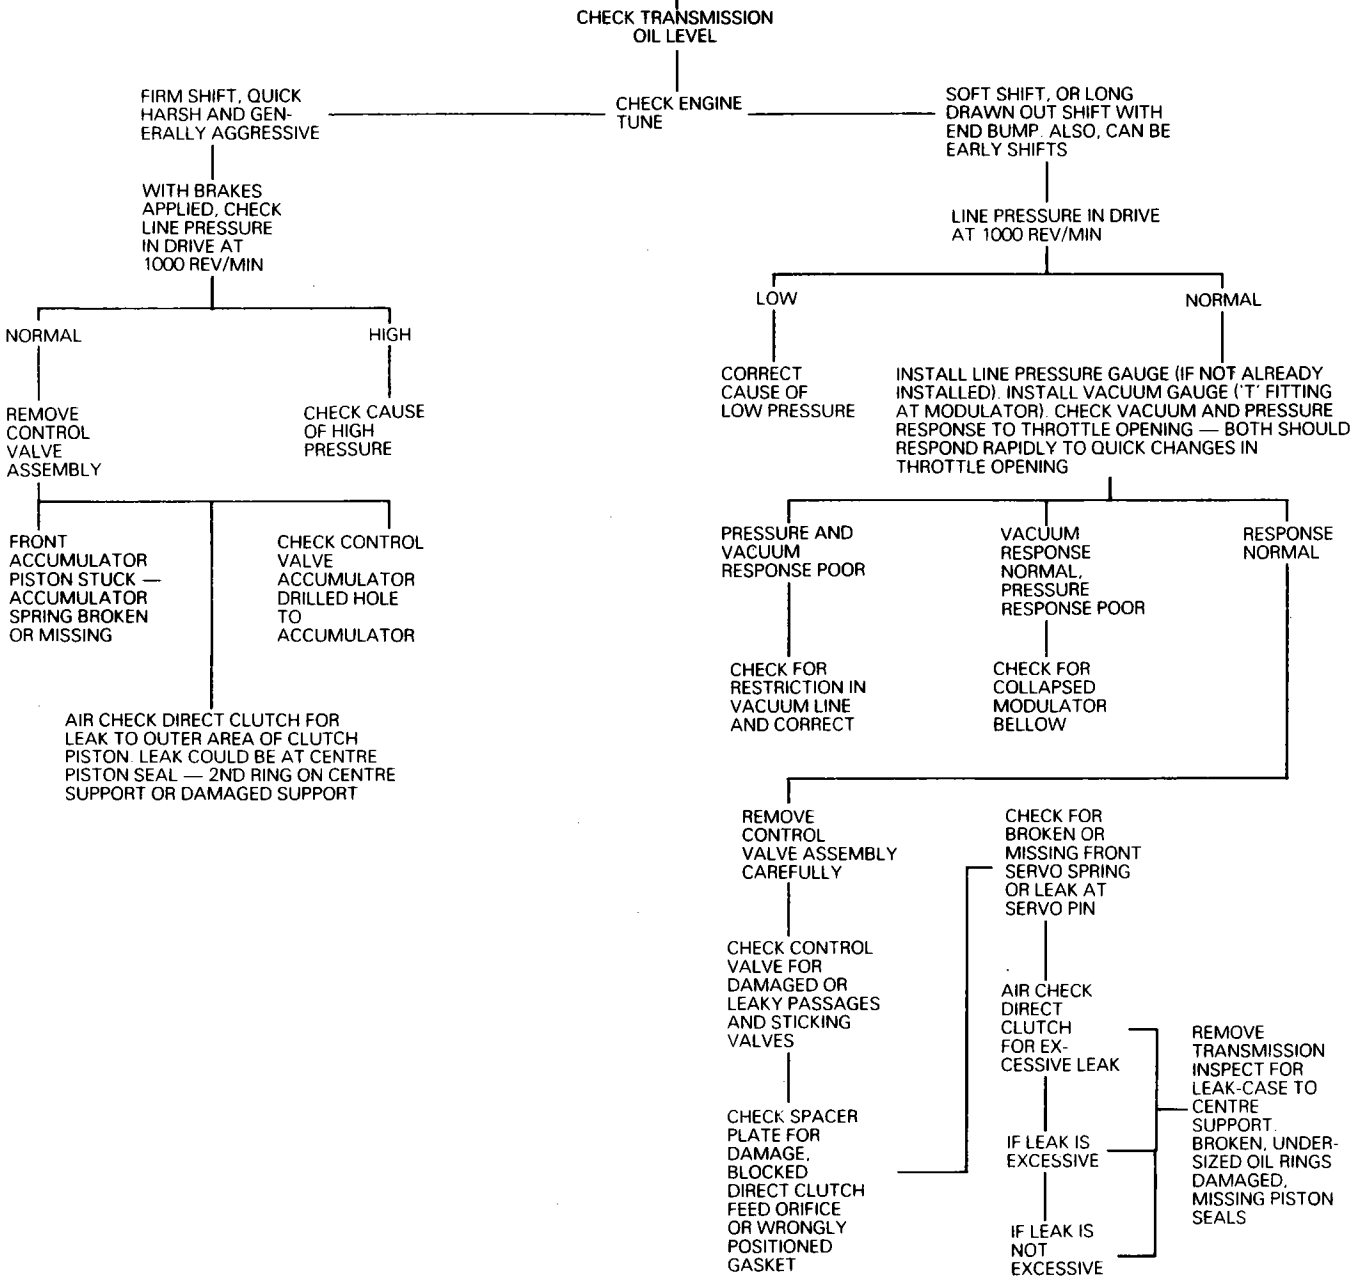 CHECK TRANSMISSION
OIL LEVEL
FIRM SHIFT, QUICK
HARSH AND GEN-
ERALLY AGGRESSIVE
CHECK ENGINE
TUNE
SOFT SHIFT, OR LONG
DRAWN OUT SHIFT WITH
END BUMP. ALSO, CAN BE
EARLY SHIFTS
WITH BRAKES
APPLIED, CHECK
LINE PRESSURE
IN DRIVE AT
1000 REV/MIN
LINE PRESSURE IN DRIVE
AT 1000 REV/MIN
NORMAL
HIGH
LOW
NORMAL
REMOVE
CONTROL
VALVE
ASSEMBLY
CHECK CAUSE
OF HIGH
PRESSURE
CORRECT
CAUSE OF
LOW PRESSURE
INSTALL LINE PRESSURE GAUGE (IF NOT ALREADY
INSTALLED). INSTALL VACUUM GAUGE ('T' FITTING
AT MODULATOR). CHECK VACUUM AND PRESSURE
RESPONSE TO THROTTLE OPENING — BOTH SHOULD
RESPOND RAPIDLY TO QUICK CHANGES IN
THROTTLE OPENING
FRONT
ACCUMULATOR
PISTON STUCK —
ACCUMULATOR
SPRING BROKEN
OR MISSING
CHECK CONTROL
VALVE
ACCUMULATOR
DRILLED HOLE
TO
ACCUMULATOR
PRESSURE AND
VACUUM
RESPONSE POOR
VACUUM
RESPONSE
NORMAL,
PRESSURE
RESPONSE POOR
RESPONSE
NORMAL
CHECK FOR
RESTRICTION IN
VACUUM LINE
AND CORRECT
CHECK FOR
COLLAPSED
MODULATOR
BELLOW
AIR CHECK DIRECT CLUTCH FOR
LEAK TO OUTER AREA OF CLUTCH
PISTON. LEAK COULD BE AT CENTRE
PISTON SEAL — 2ND RING ON CENTRE
SUPPORT OR DAMAGED SUPPORT
REMOVE
CONTROL
VALVE ASSEMBLY
CAREFULLY
CHECK FOR
BROKEN OR
MISSING FRONT
SERVO SPRING
OR LEAK AT
SERVO PIN
CHECK CONTROL
VALVE FOR
DAMAGED OR
LEAKY PASSAGES
AND STICKING
VALVES
AIR CHECK
DIRECT
CLUTCH
FOR EX-
CESSIVE LEAK
REMOVE
TRANSMISSION
INSPECT FOR
LEAK-CASE TO
CENTRE
SUPPORT.
BROKEN, UNDER-
SIZED OIL RINGS
DAMAGED,
MISSING PISTON
SEALS
CHECK SPACER
PLATE FOR
DAMAGE,
BLOCKED
DIRECT CLUTCH
FEED ORIFICE
OR WRONGLY
POSITIONED
GASKET
IF LEAK IS
EXCESSIVE
IF LEAK IS
NOT
EXCESSIVE